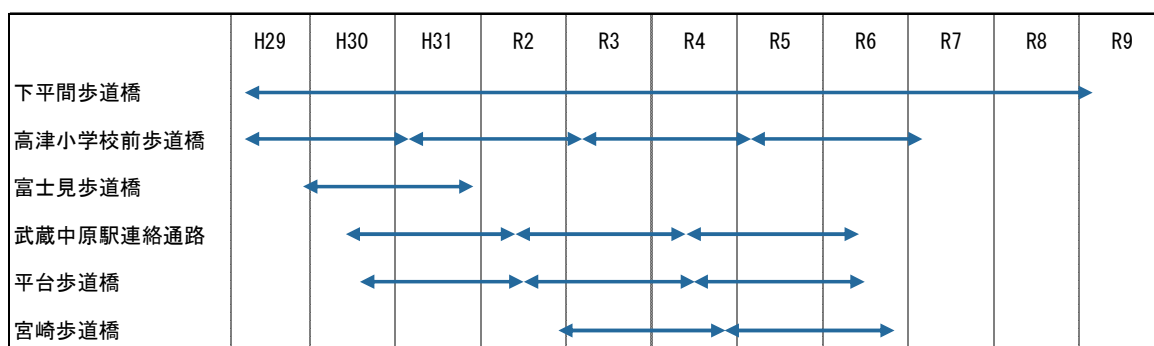 H29 H30 H31 R2 R3 R4 R5 R6 R7 R8 R9
下平間歩道橋
高津小学校前歩道橋
富士見歩道橋
武蔵中原駅連絡通路
平台歩道橋
宮崎歩道橋